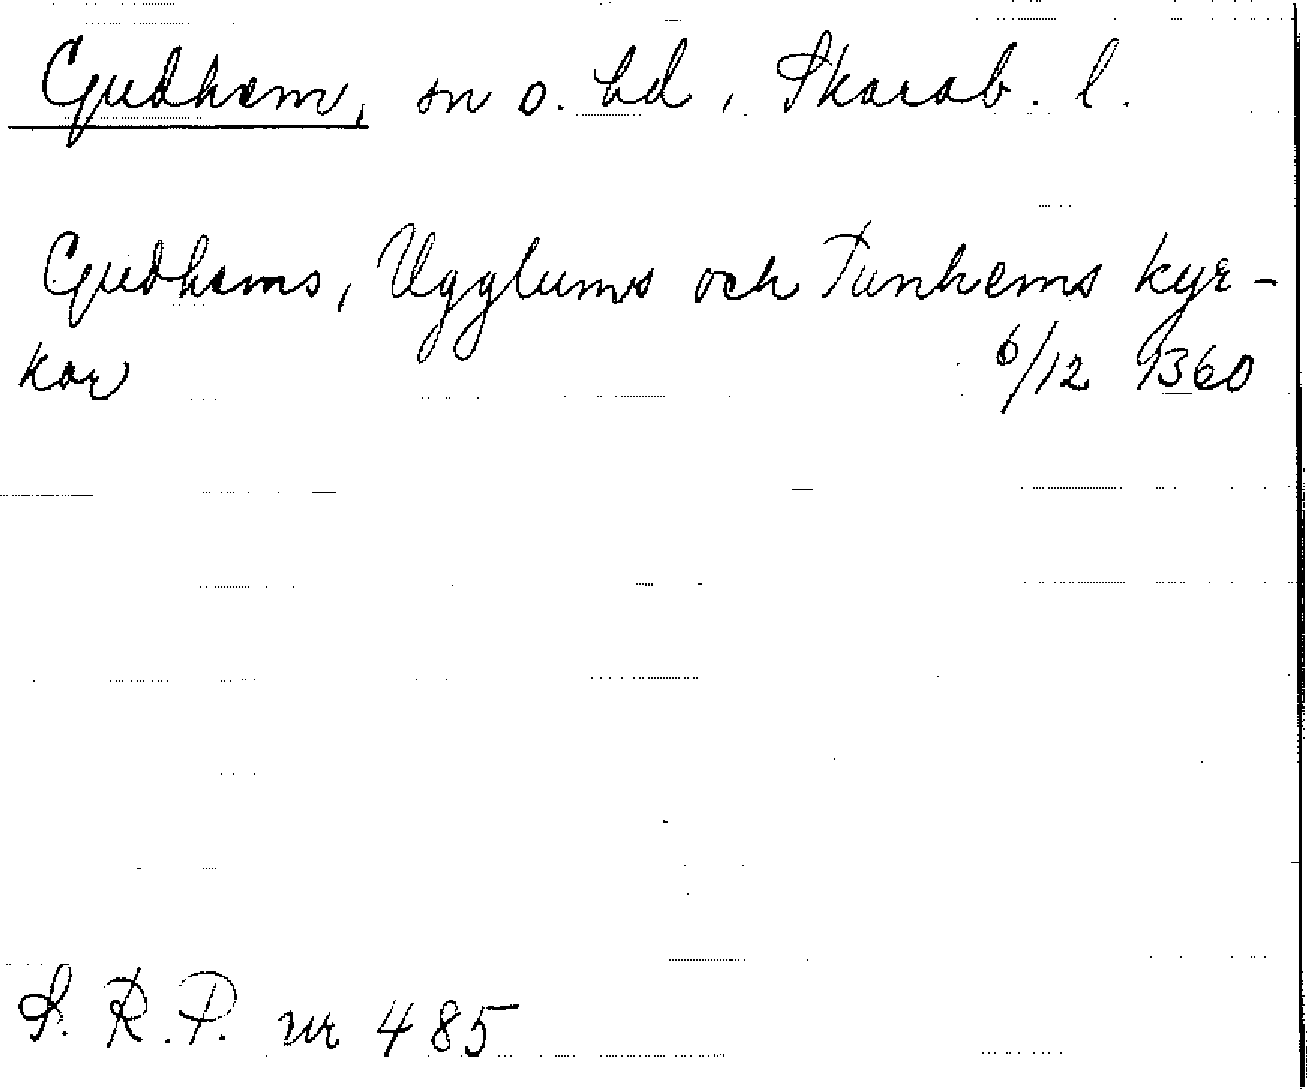 Gudhem, sn o. hd, Skarab. l.
Gudhems, Ugglums och Tunhems kyr-
kor 6/12 1360
S. R. P. nr 485